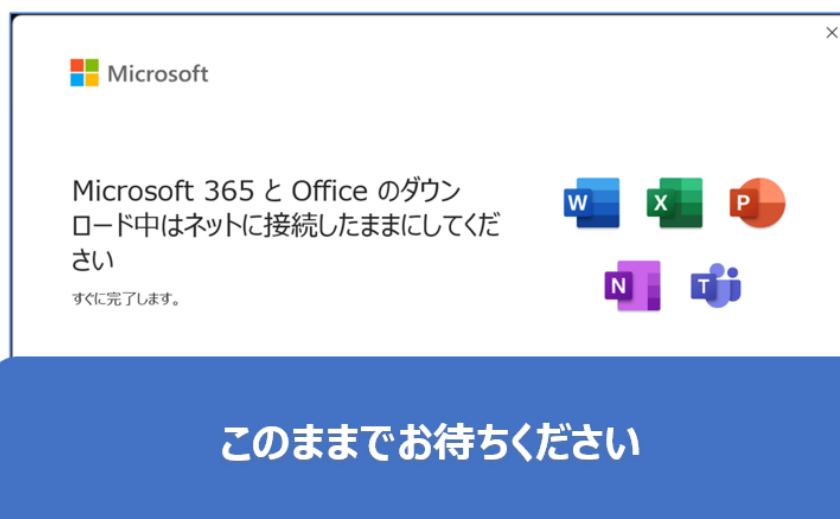 Microsoft
Microsoft 365 と Office のダウン
ロード中はネットに接続したままにしてくだ
さい
すぐに完了します。
W
X
P
N
T
このままでお待ちください